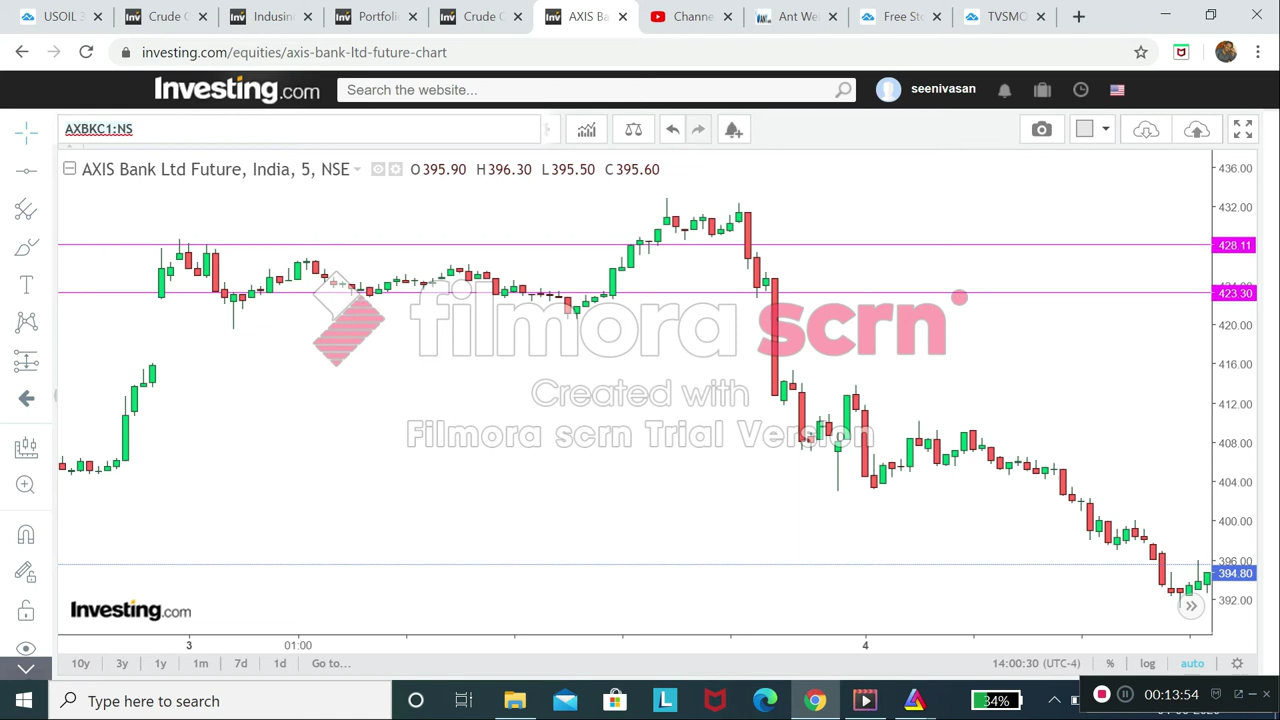 USOIL 3
Crude O
Indusin
Portfoli
Crude O
AXIS Ba
Channe
Ant We
Free St
TVSMO
investing.com/equities/axis-bank-ltd-future-chart
Investing.com
Search the website...
seenivasan
AXBKC1:NS
AXIS Bank Ltd Future, India, 5, NSE
O 395.90 H 396.30 L 395.50 C 395.60
436.00
432.00
428.11
423.30
420.00
416.00
412.00
408.00
404.00
400.00
396.00
394.80
392.00
filmora scrn
Created with
Filmora scrn Trial Version
Investing.com
3
01:00
4
10y
3y
1y
1m
7d
1d
Go to...
14:00:30 (UTC-4)
%
log
auto
Type here to search
34%
00:13:54